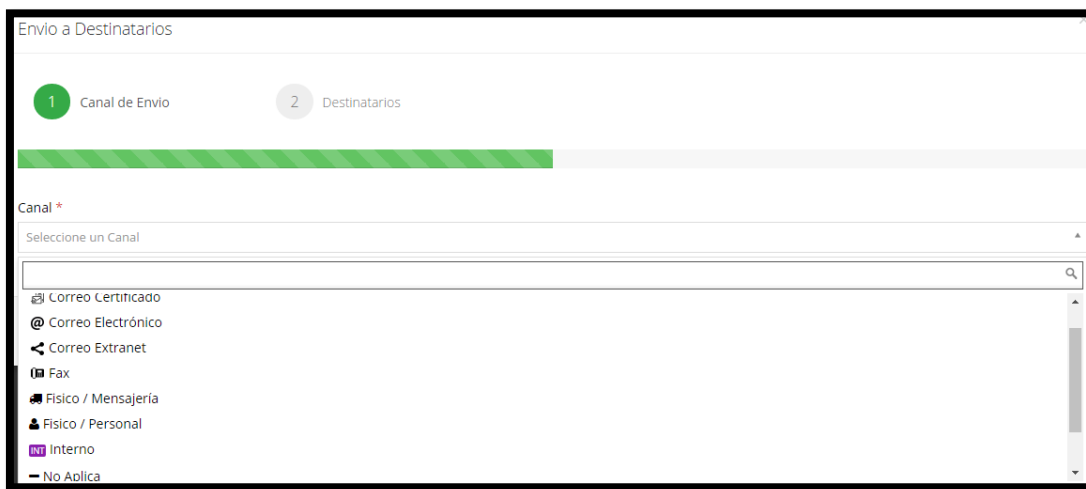 Envio a Destinatarios
1 Canal de Envio 2 Destinatarios
Canal *
Seleccione un Canal
Correo Certificado
@ Correo Electrónico
Correo Extranet
Fax
Fisico / Mensajería
Fisico / Personal
INT Interno
No Aplica